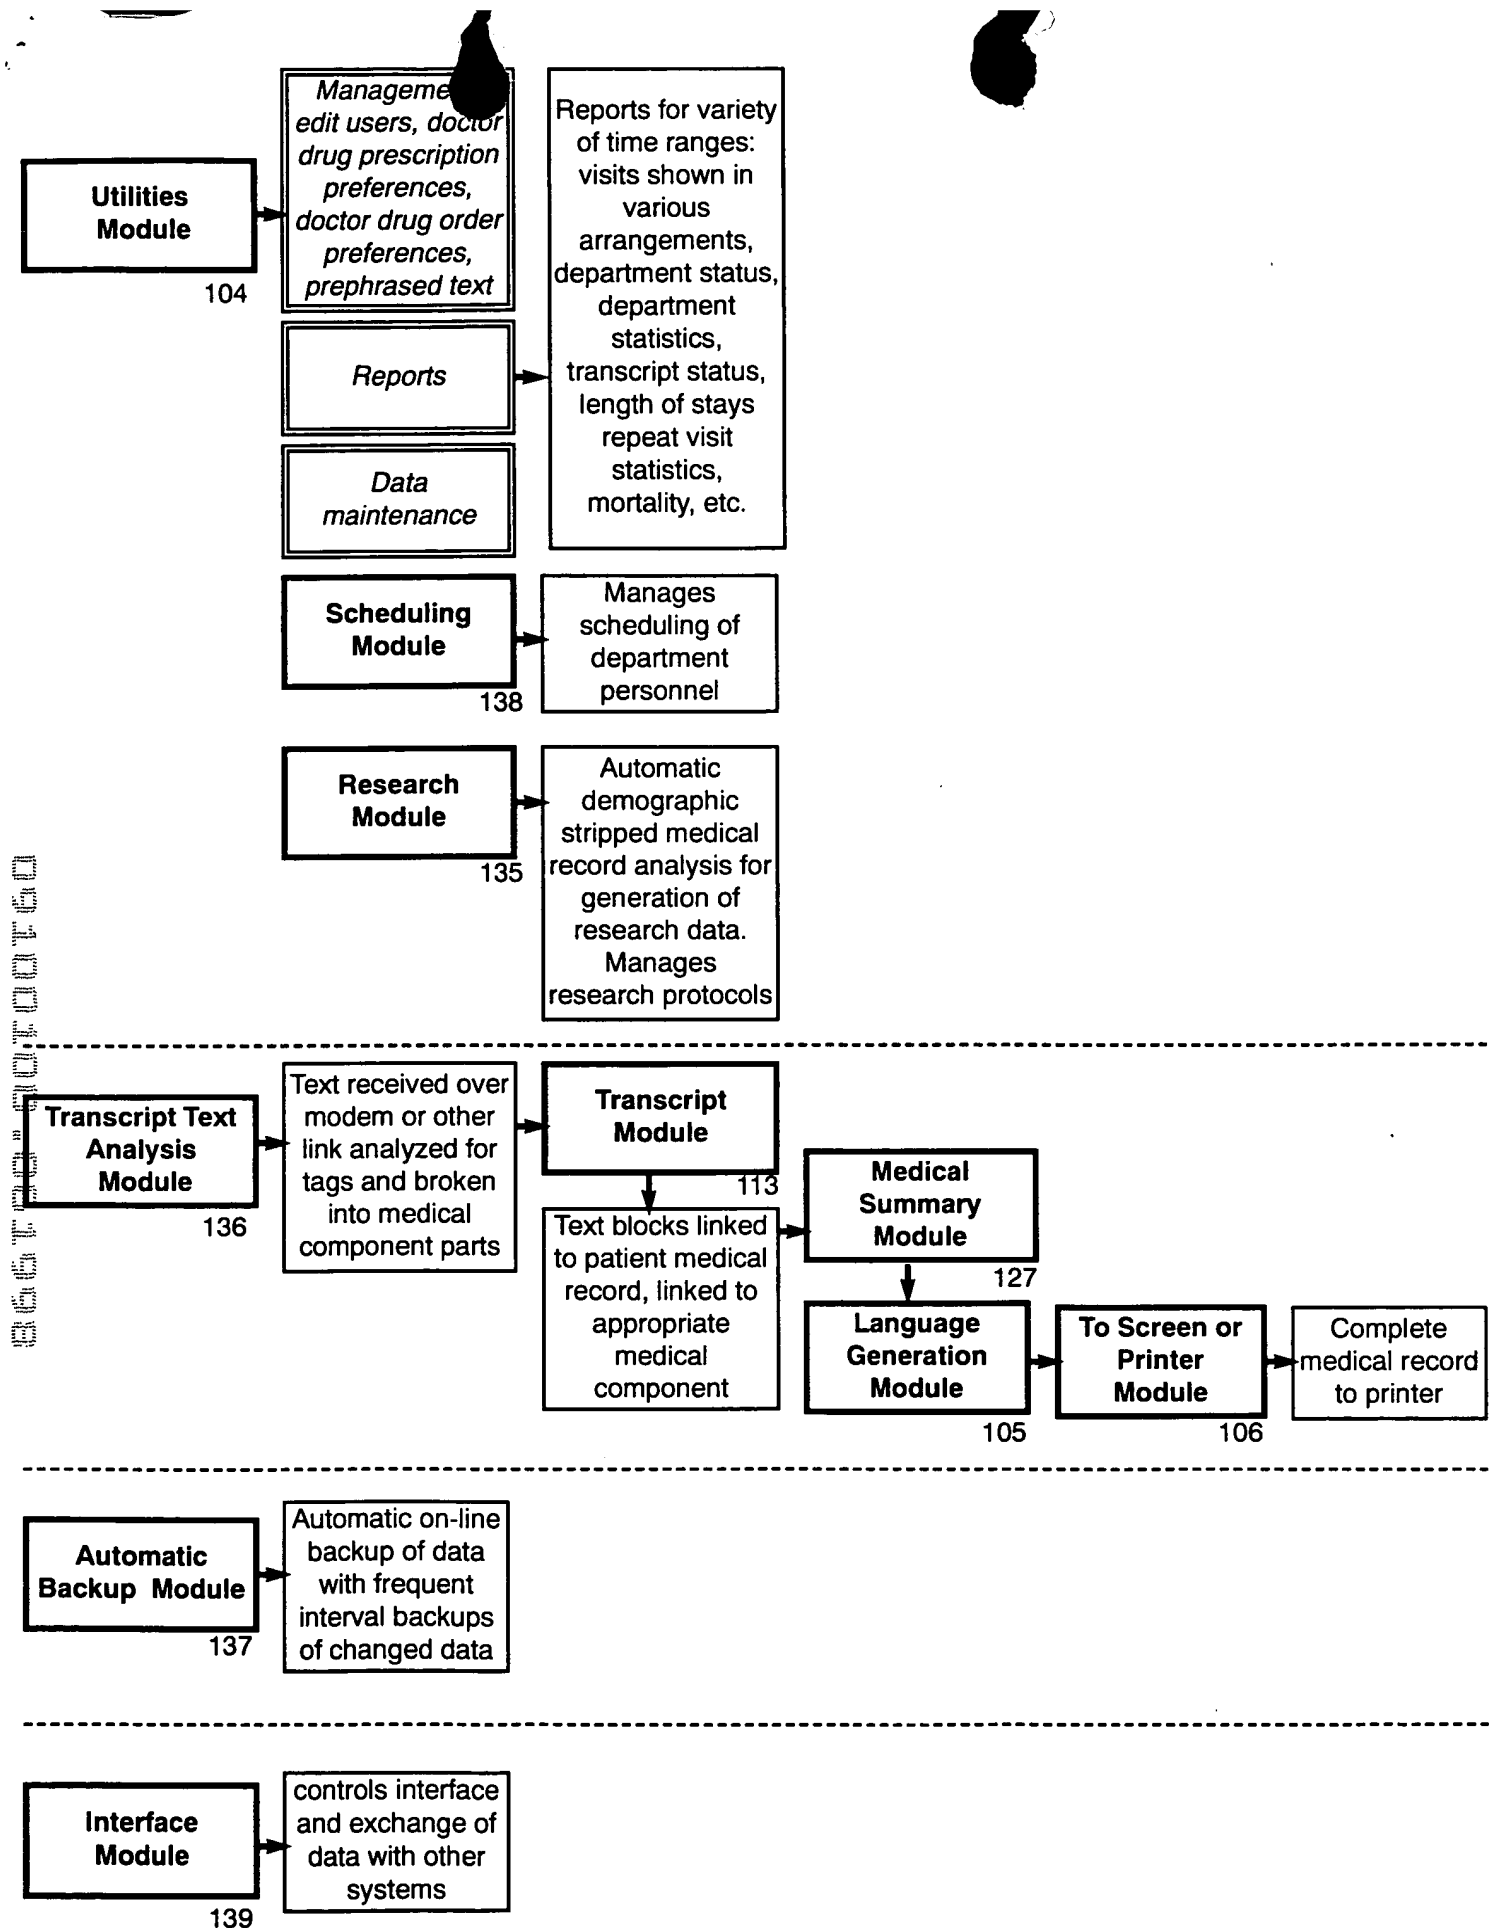 Utilities
Module
104
edit users, doctor
drug prescription
preferences,
doctor drug order
preferences,
prephrased text
Reports
Data
maintenance
Reports for variety
of time ranges:
visits shown in
various
arrangements,
department status,
department
statistics,
transcript status,
length of stays
repeat visit
statistics,
mortality, etc.
Scheduling
Module
138
Manages
scheduling of
department
personnel
Research
Module
135
Automatic
demographic
stripped medical
record analysis for
generation of
research data.
Manages
research protocols
Transcript Text
Analysis
Module
136
Text received over
modem or other
link analyzed for
tags and broken
into medical
component parts
Transcript
Module
113
Text blocks linked
to patient medical
record, linked to
appropriate
medical
component
Medical
Summary
Module
127
Language
Generation
Module
105
To Screen or
Printer
Module
106
Complete
medical record
to printer
Automatic
Backup Module
137
Automatic on-line
backup of data
with frequent
interval backups
of changed data
Interface
Module
139
controls interface
and exchange of
data with other
systems